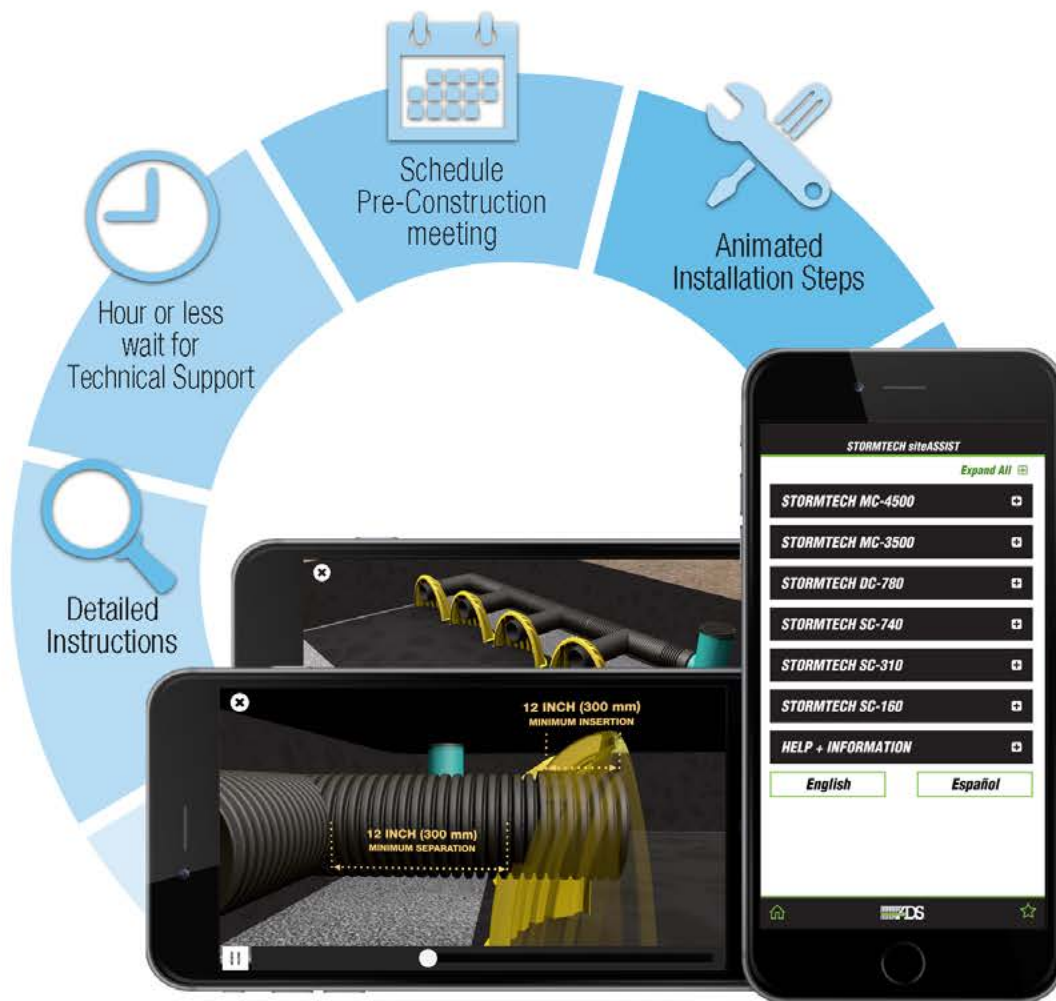 Schedule
Pre-Construction
meeting
Animated
Installation Steps
Hour or less
wait for
Technical Support
Detailed
Instructions
STORMTECH siteASSIST
Expand All
STORMTECH MC-4500
STORMTECH MC-3500
STORMTECH DC-780
STORMTECH SC-740
STORMTECH SC-310
STORMTECH SC-160
HELP + INFORMATION
English
Español
ADS
12 INCH (300 mm)
MINIMUM INSERTION
12 INCH (300 mm)
MINIMUM SEPARATION